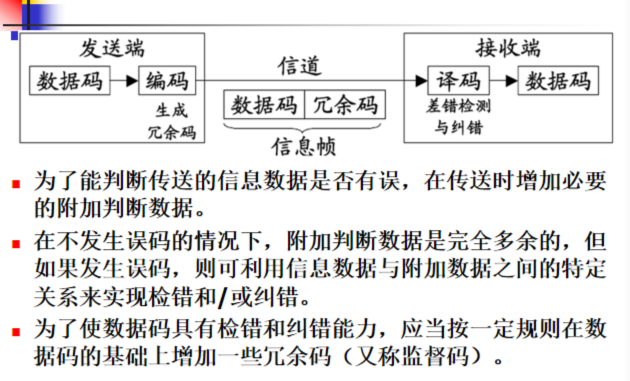 发送端
接收端
信道
数据码 编码 译码 数据码
生成
冗余码
数据码 冗余码
差错检测
与纠错
信息帧
为了能判断传送的信息数据是否有误，在传送时增加必要
的附加判断数据。
在不发生误码的情况下，附加判断数据是完全多余的，但
如果发生误码，则可利用信息数据与附加数据之间的特定
关系来实现检错和/或纠错。
为了使数据码具有检错和纠错能力，应当按一定规则在数
据码的基础上增加一些冗余码（又称监督码）。